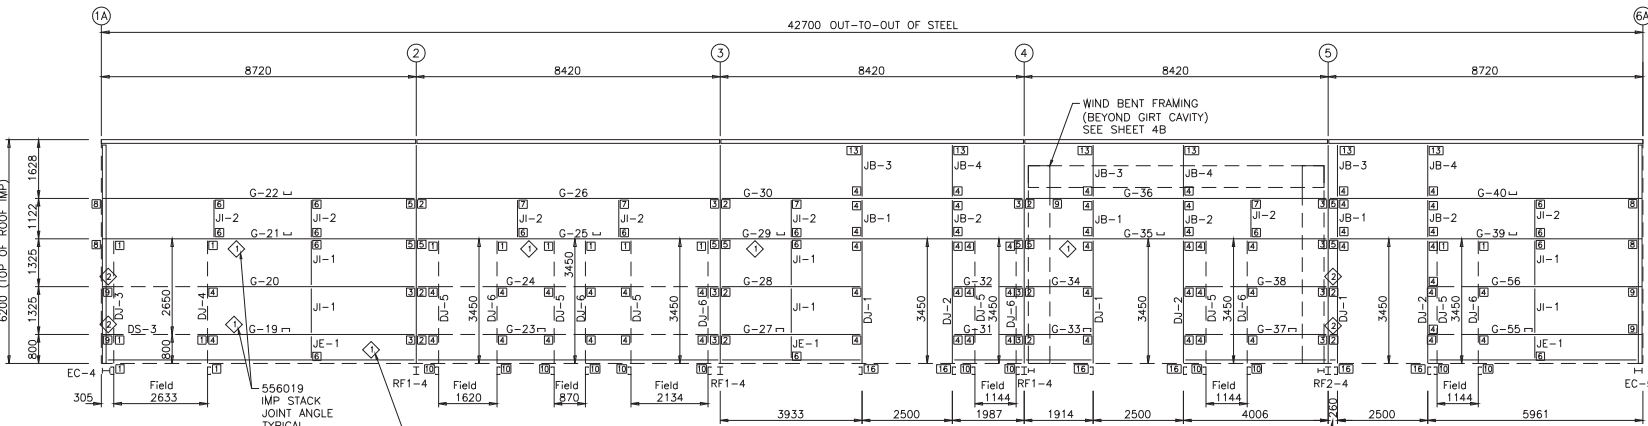 1A
6A
42700 OUT-TO-OUT OF STEEL
2
3
4
5
8720
8420
8420
8420
8720
WIND BENT FRAMING
(BEYOND GIRT CAVITY)
SEE SHEET 4B
13 13 13 13 13 13
JB-3 JB-4 JB-3 JB-4 JB-3 JB-4
1628
G-22 G-26 G-30 G-36 G-40
6200 (TOP OF ROOF IMP)
1122
JI-2 JI-2 JI-2 JI-2 JI-2 JB-1 JB-1 JB-1 JB-1 JI-2 JB-1 JB-1 JI-2
G-21 G-25 G-29 G-35 G-39
1325
JI-1 JI-1 JI-1
3450
G-20 G-24 G-28 G-32 G-34 G-38 G-56
1325
2650
DJ-3 DJ-4 JI-1 DJ-5 3450 DJ-6 DJ-5 DJ-5 3450 DJ-6 JI-1 3450 DJ-1 DJ-2 DJ-5 3450 DJ-6 DJ-1 3450 DJ-2 DJ-5 3450 DJ-6 DJ-1 3450 DJ-2 DJ-5 3450 DJ-6 JI-1
DS-3 G-19 G-23 G-27 G-31 G-33 G-37 G-55
800
800
JE-1 JE-1 JE-1
EC-4 RF1-4 RF1-4 RF1-4 RF2-4
Field Field Field Field Field Field Field
305 2633 1620 870 2134 1144 1144 1144
556019
IMP STACK
JOINT ANGLE
TYPICAL
3933 2500 1987 1914 2500 4006 260 2500 5961